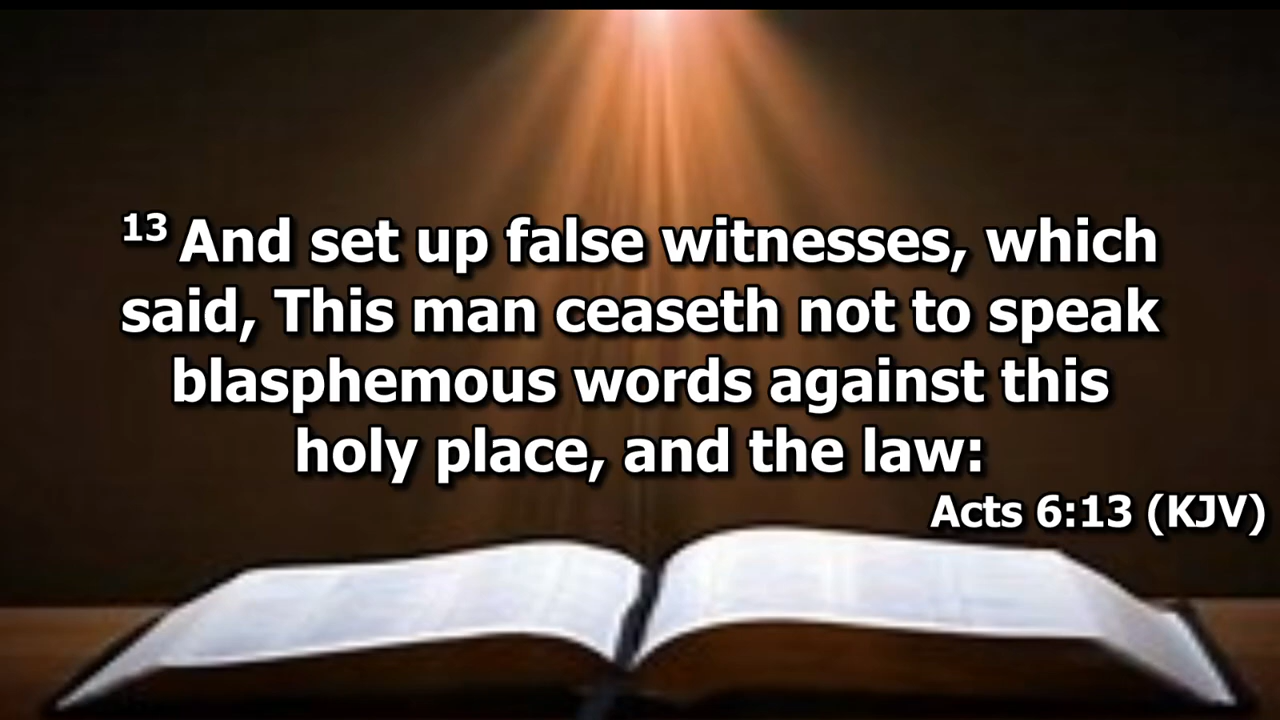 13 And set up false witnesses, which
said, This man ceaseth not to speak
blasphemous words against this
holy place, and the law:
Acts 6:13 (KJV)